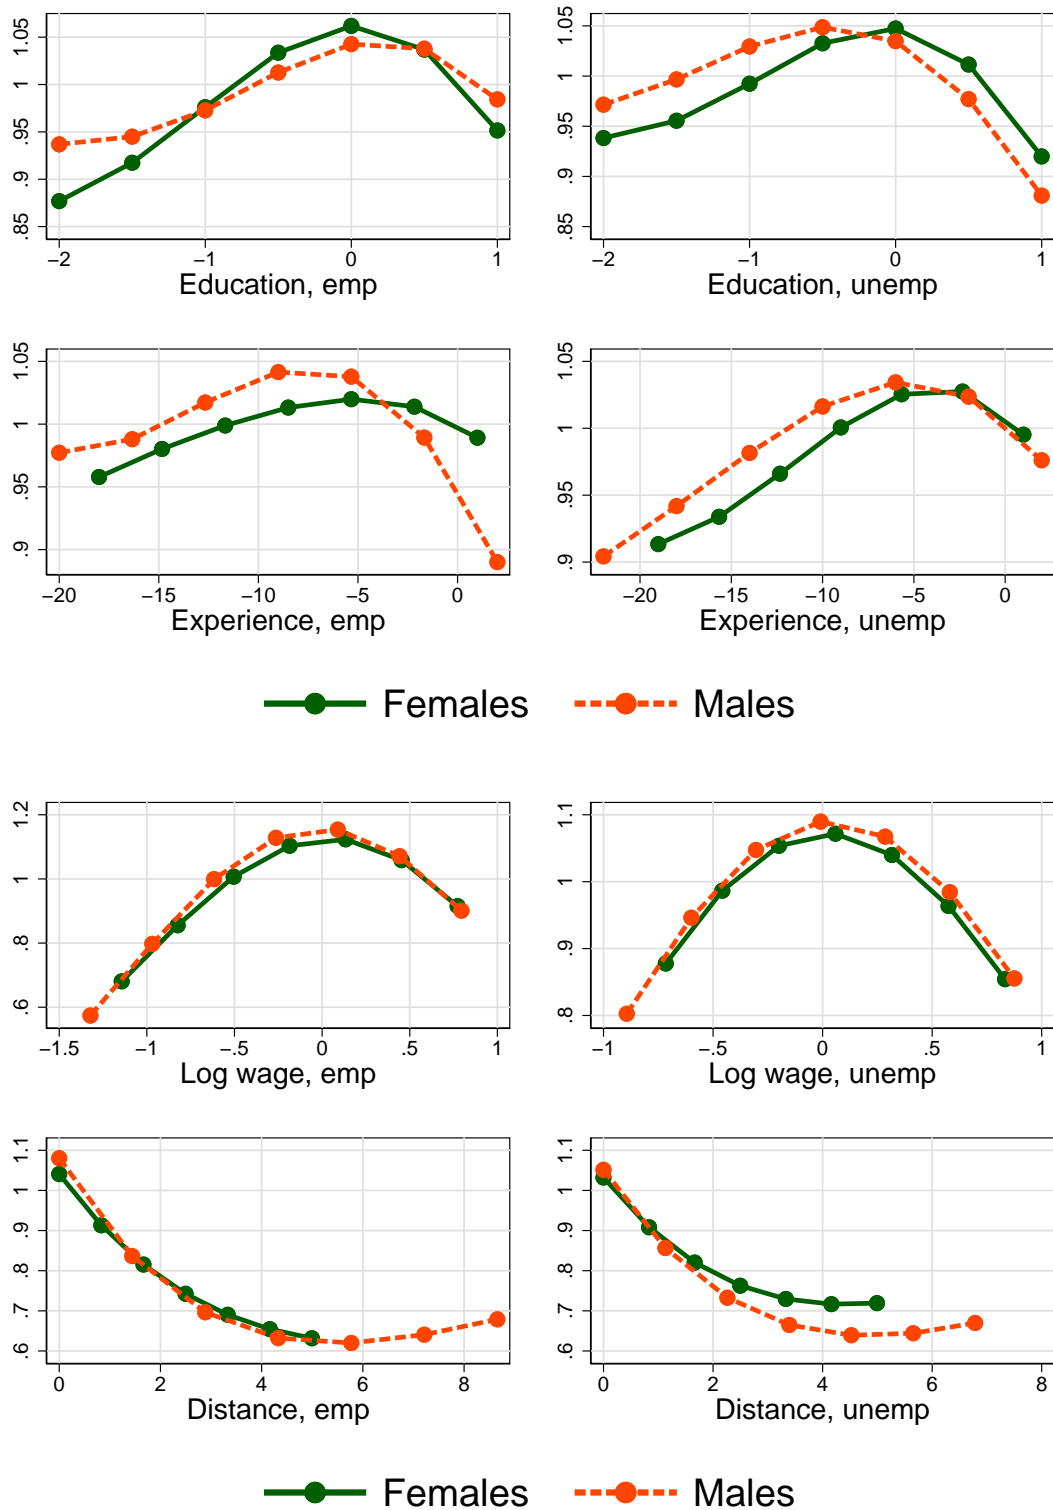 .85 .9 .95 1 1.05
−2 −1 0 1
Education, emp
.85 .9 .95 1 1.05
−2 −1 0 1
Education, unemp
.9 .95 1 1.05
−20 −15 −10 −5 0
Experience, emp
.9 .95 1 1.05
−20 −15 −10 −5 0
Experience, unemp
Females Males
.6 .8 1 1.2
−1.5 −1 −.5 0 .5 1
Log wage, emp
.8 .9 1 1.1
−1 −.5 0 .5 1
Log wage, unemp
.6 .7 .8 .9 1 1.1
0 2 4 6 8
Distance, emp
.6 .7 .8 .9 1 1.1
0 2 4 6 8
Distance, unemp
Females Males